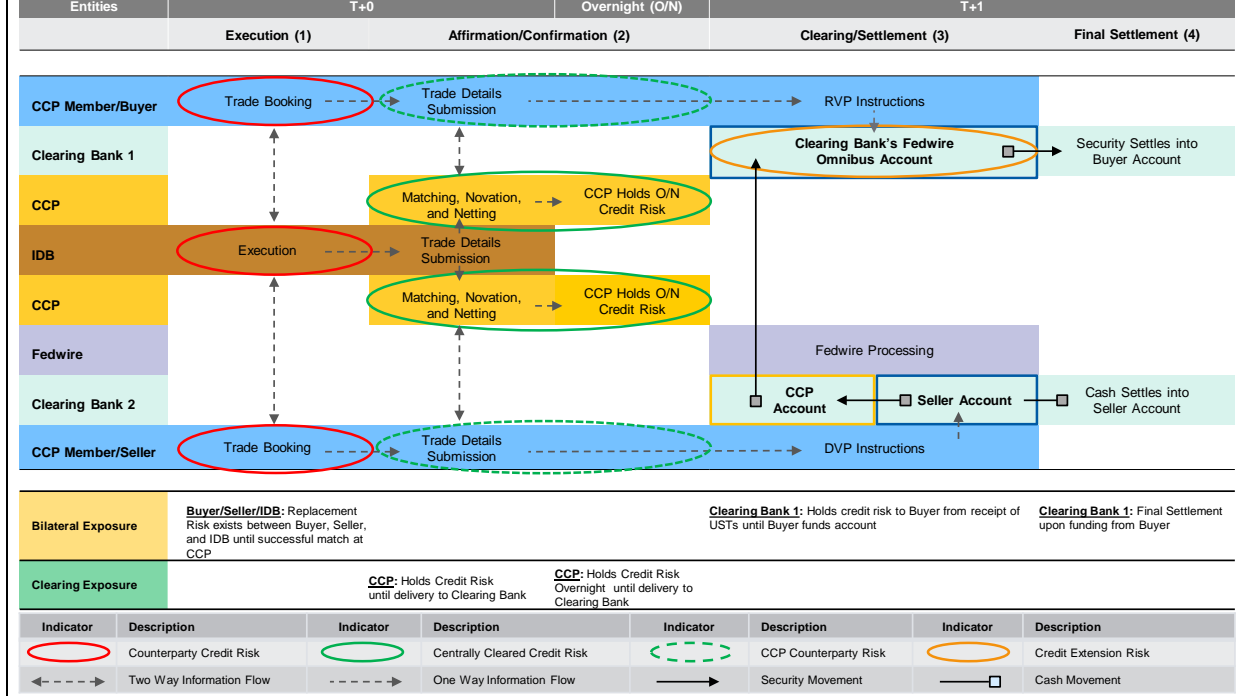 Entities T+0 Overnight (O/N) T+1
Execution (1) Affirmation/Confirmation (2) Clearing/Settlement (3) Final Settlement (4)
CCP Member/Buyer
Trade Booking
Trade Details
Submission
RVP Instructions
Clearing Bank 1
Clearing Bank's Fedwire
Omnibus Account
Security Settles into
Buyer Account
CCP
Matching, Novation,
and Netting
CCP Holds O/N
Credit Risk
IDB
Execution
Trade Details
Submission
CCP
Matching, Novation,
and Netting
CCP Holds O/N
Credit Risk
Fedwire
Fedwire Processing
Clearing Bank 2
CCP
Account
Seller Account
Cash Settles into
Seller Account
CCP Member/Seller
Trade Booking
Trade Details
Submission
DVP Instructions
Bilateral Exposure
Buyer/Seller/IDB: Replacement
Risk exists between Buyer, Seller,
and IDB until successful match at
CCP
Clearing Bank 1: Holds credit risk to Buyer from receipt of
USTs until Buyer funds account
Clearing Bank 1: Final Settlement
upon funding from Buyer
Clearing Exposure
CCP: Holds Credit Risk
until delivery to Clearing Bank
CCP: Holds Credit Risk
Overnight until delivery to
Clearing Bank
Indicator Description Indicator Description Indicator Description Indicator Description
Counterparty Credit Risk Centrally Cleared Credit Risk CCP Counterparty Risk Credit Extension Risk
Two Way Information Flow One Way Information Flow Security Movement Cash Movement